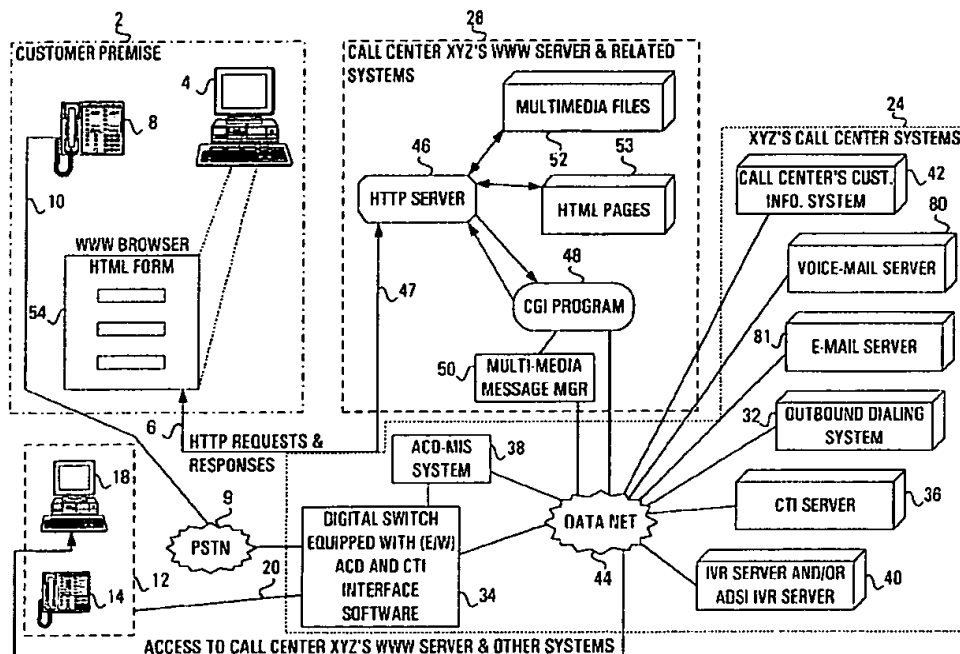 2
CUSTOMER PREMISE
4
8
10
WWW BROWSER
HTML FORM
54
6
HTTP REQUESTS &
RESPONSES
28
CALL CENTER XYZ'S WWW SERVER & RELATED
SYSTEMS
MULTIMEDIA FILES
52
46
HTTP SERVER
53
HTML PAGES
47
48
CGI PROGRAM
50
MULTI-MEDIA
MESSAGE MGR
24
XYZ'S CALL CENTER SYSTEMS
CALL CENTER'S CUST.
INFO. SYSTEM
42
80
VOICE-MAIL SERVER
81
E-MAIL SERVER
32
OUTBOUND DIALING
SYSTEM
CTI SERVER
36
IVR SERVER AND/OR
ADSI IVR SERVER
40
ACD-MIS
SYSTEM
38
DATA NET
44
18
14
12
9
PSTN
20
DIGITAL SWITCH
EQUIPPED WITH (E/W)
ACD AND CTI
INTERFACE
SOFTWARE
34
ACCESS TO CALL CENTER XYZ'S WWW SERVER & OTHER SYSTEMS